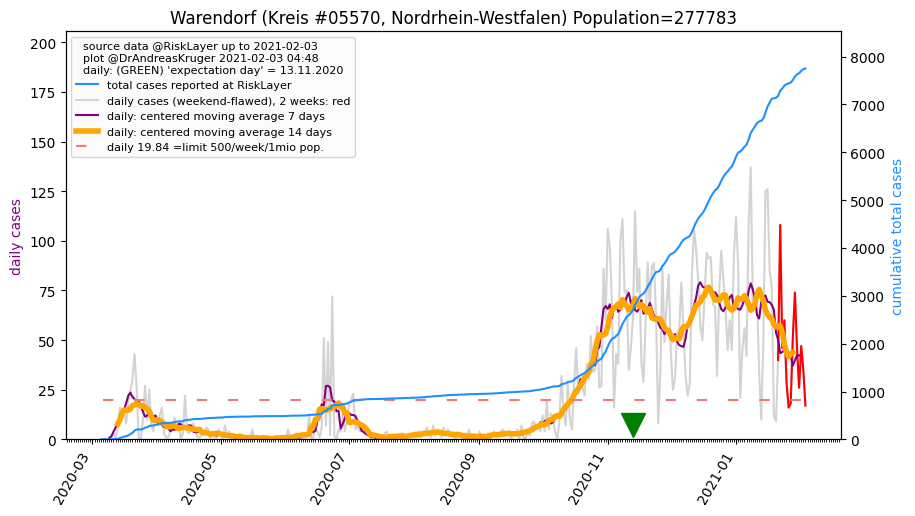 Warendorf (Kreis #05570, Nordrhein-Westfalen) Population=277783
source data @RiskLayer up to 2021-02-03
plot @DrAndreasKruger 2021-02-03 04:48
daily: (GREEN) 'expectation day' = 13.11.2020
total cases reported at RiskLayer
daily cases (weekend-flawed), 2 weeks: red
daily: centered moving average 7 days
daily: centered moving average 14 days
daily 19.84 =limit 500/week/1mio pop.
daily cases
200
175
150
125
100
75
50
25
0
8000
7000
6000
5000
4000
3000
2000
1000
0
cumulative total cases
2020-03
2020-05
2020-07
2020-09
2020-11
2021-01